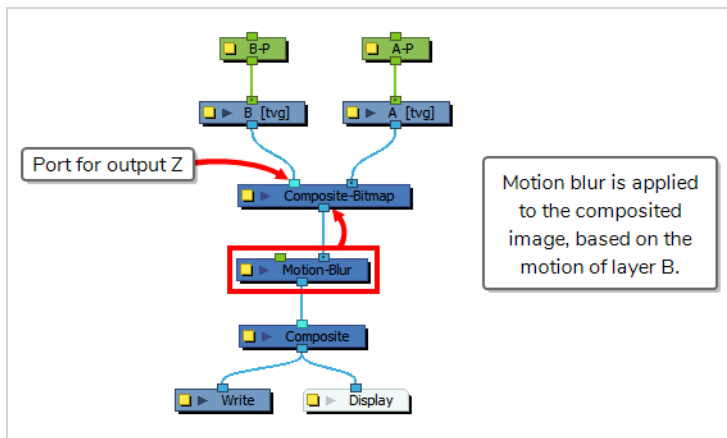 B-P
A-P
B [tvg]
A [tvg]
Port for output Z
Composite-Bitmap
Motion blur is applied
to the composited
image, based on the
motion of layer B.
Motion-Blur
Composite
Write
Display